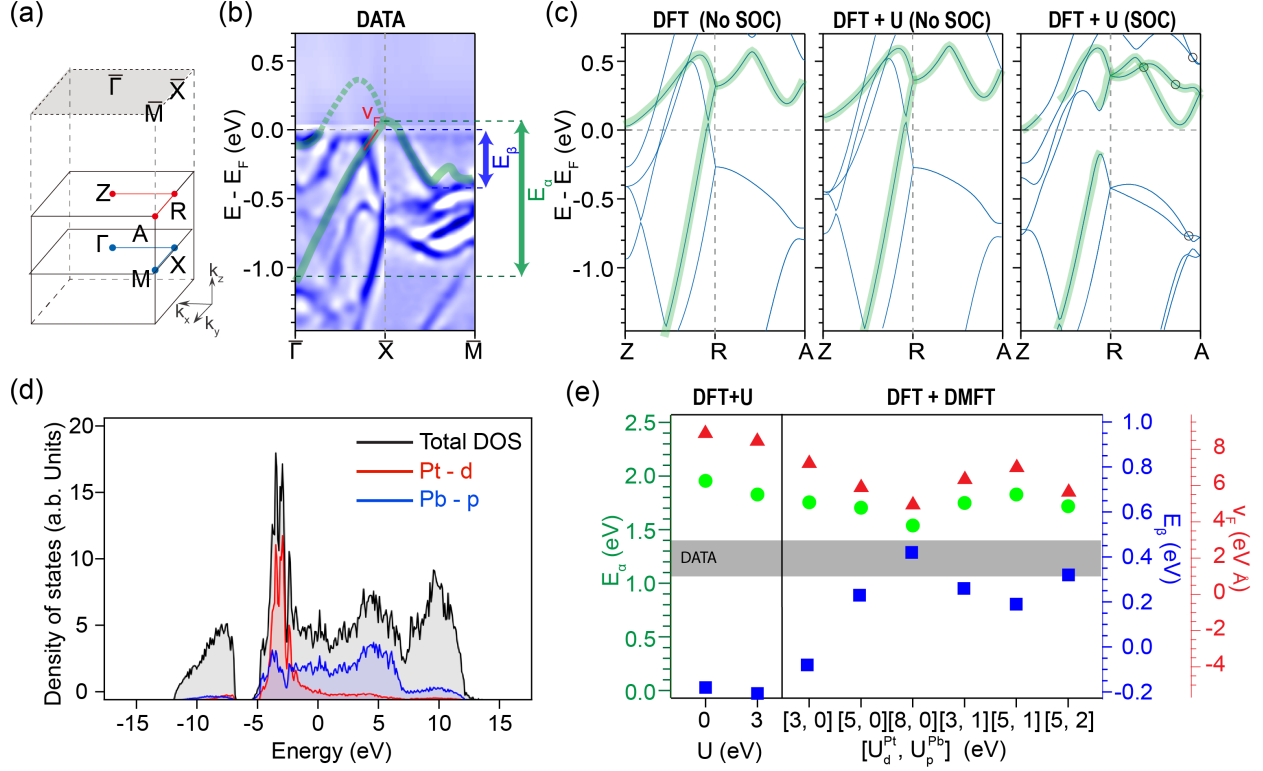 (a)
Γ̅
X̅
M̅
Z
R
A
Γ
X
M
k_z
k_x
k_y
(b)
DATA
E - E_F (eV)
0.5
0.0
-0.5
-1.0
v_F
E_β
E_α
Γ̅ X̅ M̅
(c)
DFT (No SOC) DFT + U (No SOC) DFT + U (SOC)
E - E_F (eV)
0.5
0.0
-0.5
-1.0
Z R A Z R A Z R A
(d)
Density of states (a.b. Units)
20
15
10
5
0
Total DOS
Pt - d
Pb - p
-15 -10 -5 0 5 10 15
Energy (eV)
(e)
DFT+U DFT + DMFT
E_α (eV)
2.5
2.0
1.5
1.0
0.5
0.0
DATA
1.0
0.8
0.6
0.4
0.2
0.0
-0.2
E_β (eV)
8
6
4
2
0
-2
-4
v_F (eV Å)
0 3 [3, 0] [5, 0] [8, 0] [3, 1] [5, 1] [5, 2]
U (eV) [U_d^Pt, U_p^Pb] (eV)